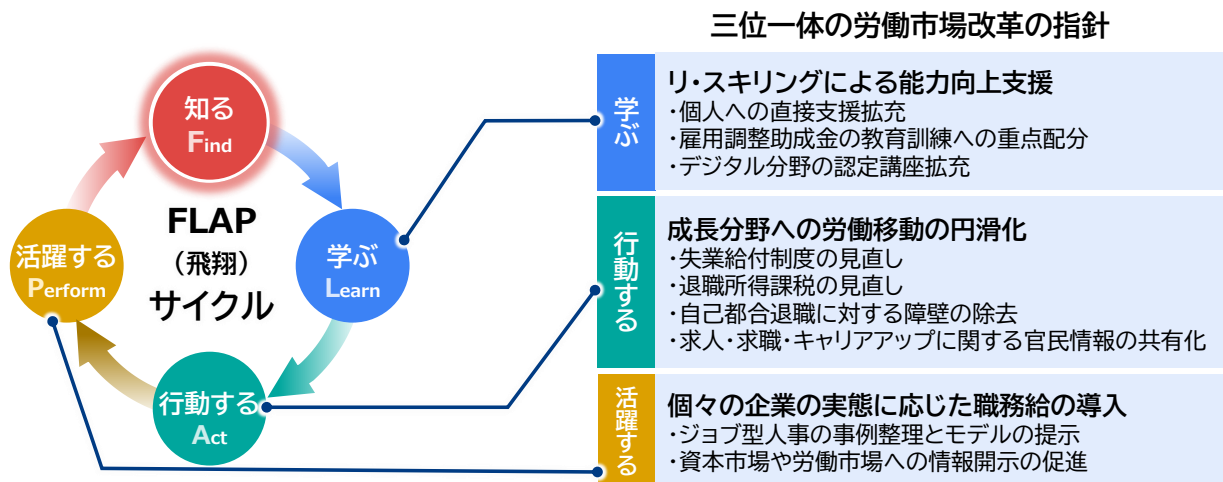 三位一体の労働市場改革の指針
知る
Find
学ぶ
Learn
行動する
Act
活躍する
Perform
FLAP
（飛翔）
サイクル
学ぶ
リ・スキリングによる能力向上支援
・個人への直接支援拡充
・雇用調整助成金の教育訓練への重点配分
・デジタル分野の認定講座拡充
行動する
成長分野への労働移動の円滑化
・失業給付制度の見直し
・退職所得課税の見直し
・自己都合退職に対する障壁の除去
・求人・求職・キャリアアップに関する官民情報の共有化
活躍する
個々の企業の実態に応じた職務給の導入
・ジョブ型人事の事例整理とモデルの提示
・資本市場や労働市場への情報開示の促進